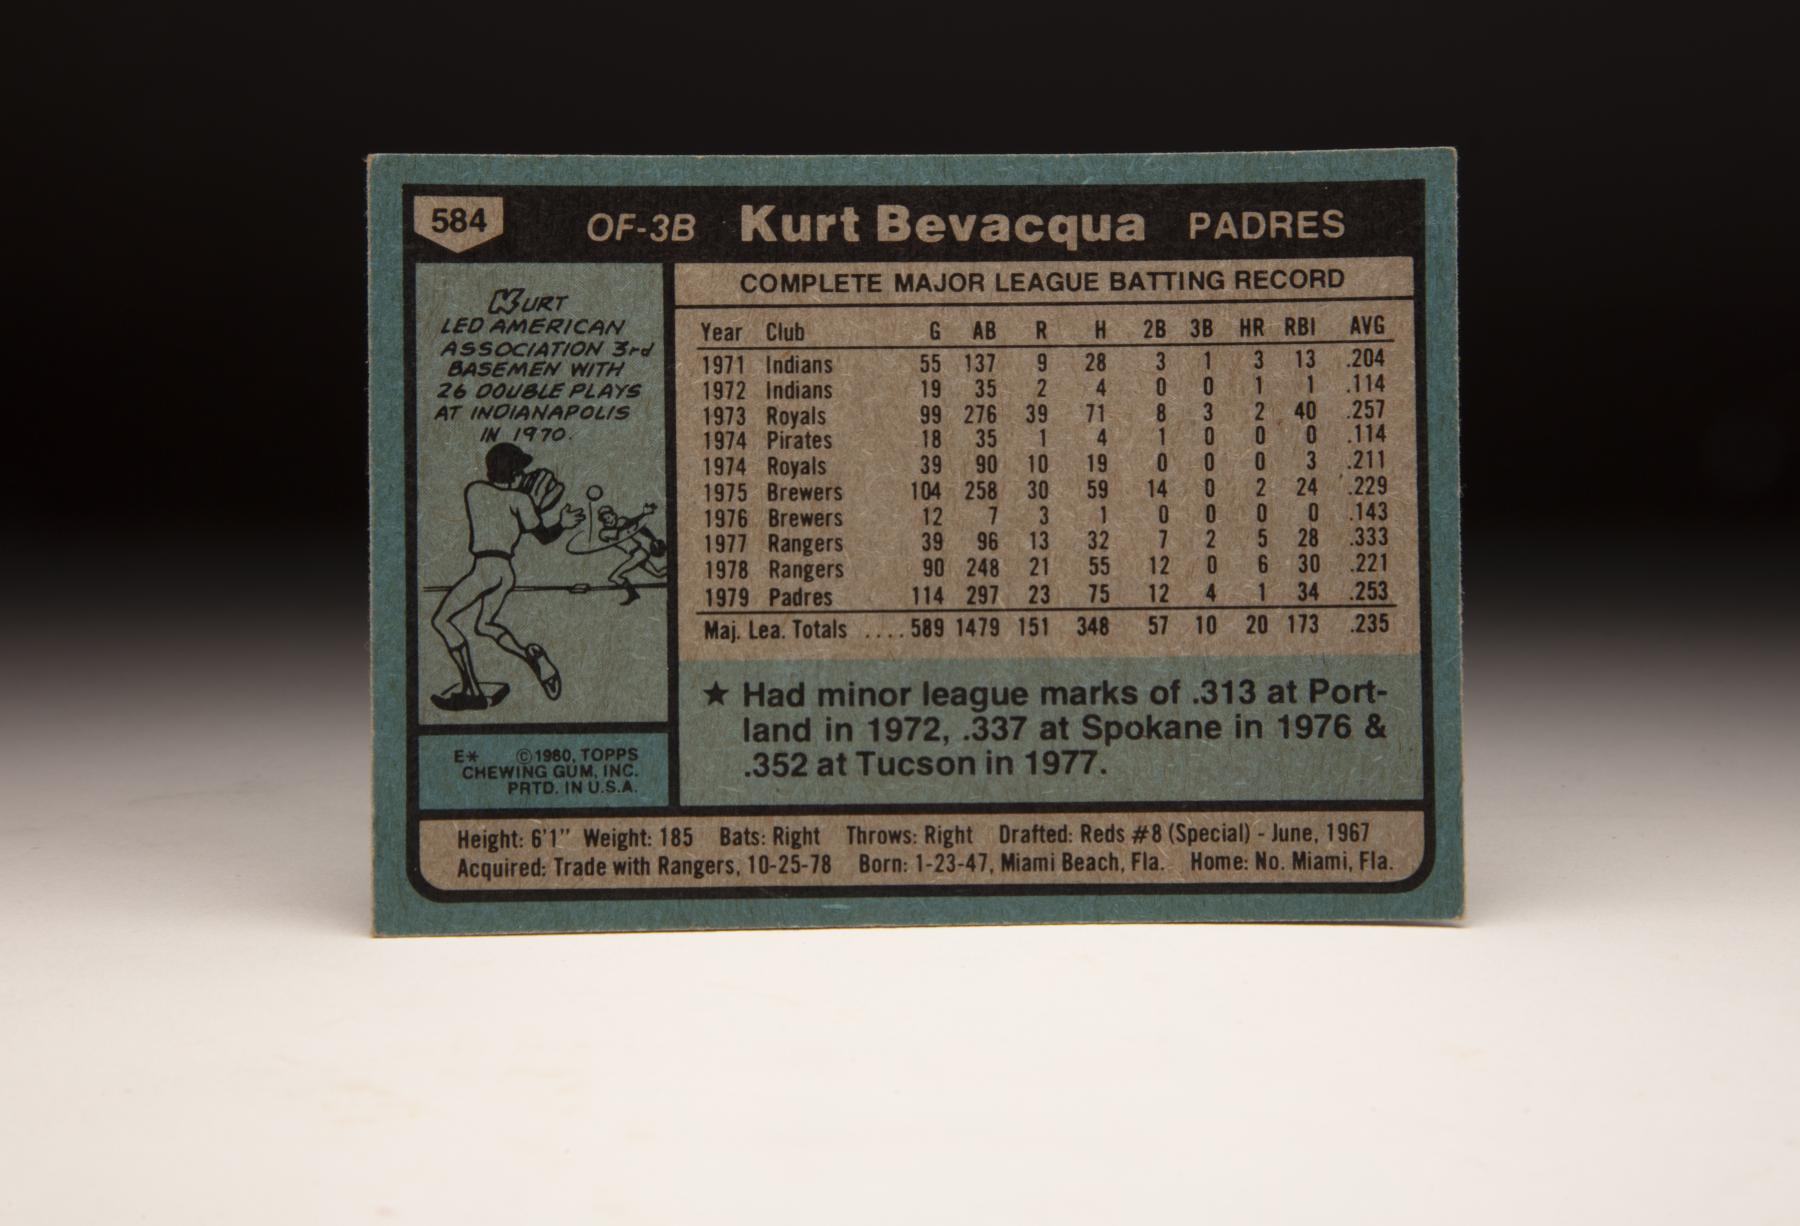 584 OF-3B Kurt Bevacqua PADRES
KURT
LED AMERICAN
ASSOCIATION 3rd
BASEMEN WITH
26 DOUBLE PLAYS
AT INDIANAPOLIS
IN 1970.
E* ©1980, TOPPS
CHEWING GUM, INC.
PRTD. IN U.S.A.
COMPLETE MAJOR LEAGUE BATTING RECORD
Year Club G AB R H 2B 3B HR RBI AVG
1971 Indians 55 137 9 28 3 1 3 13 .204
1972 Indians 19 35 2 4 0 0 1 1 .114
1973 Royals 99 276 39 71 8 3 2 40 .257
1974 Pirates 18 35 1 4 1 0 0 0 .114
1974 Royals 39 90 10 19 0 0 0 3 .211
1975 Brewers 104 258 30 59 14 0 2 24 .229
1976 Brewers 12 7 3 1 0 0 0 0 .143
1977 Rangers 39 96 13 32 7 2 5 28 .333
1978 Rangers 90 248 21 55 12 0 6 30 .221
1979 Padres 114 297 23 75 12 4 1 34 .253
Maj. Lea. Totals ....589 1479 151 348 57 10 20 173 .235
★ Had minor league marks of .313 at Port-
land in 1972, .337 at Spokane in 1976 &
.352 at Tucson in 1977.
Height: 6'1" Weight: 185 Bats: Right Throws: Right Drafted: Reds #8 (Special) - June, 1967
Acquired: Trade with Rangers, 10-25-78 Born: 1-23-47, Miami Beach, Fla. Home: No. Miami, Fla.